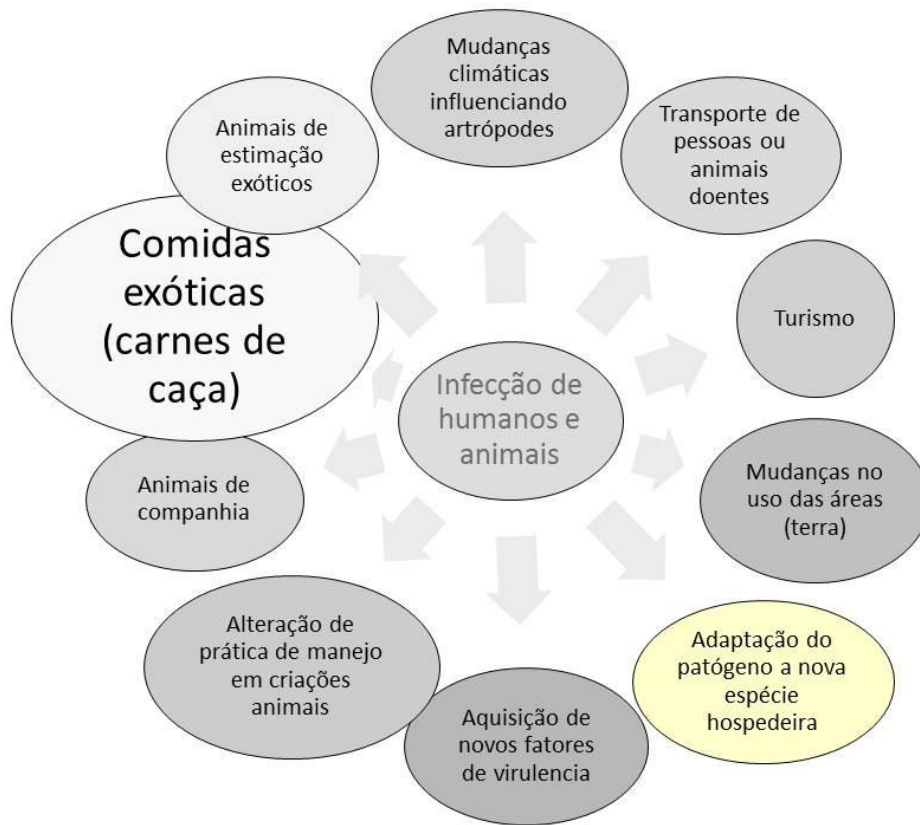 Mudanças
climáticas
influenciando
artrópodes
Transporte de
pessoas ou
animais
doentes
Turismo
Mudanças no
uso das áreas
(terra)
Adaptação do
patógeno a nova
espécie
hospedeira
Aquisição de
novos fatores
de virulencia
Alteração de
prática de manejo
em criações
animais
Animais de
companhia
Comidas
exóticas
(carnes de
caça)
Animais de
estimação
exóticos
Infecção de
humanos e
animais